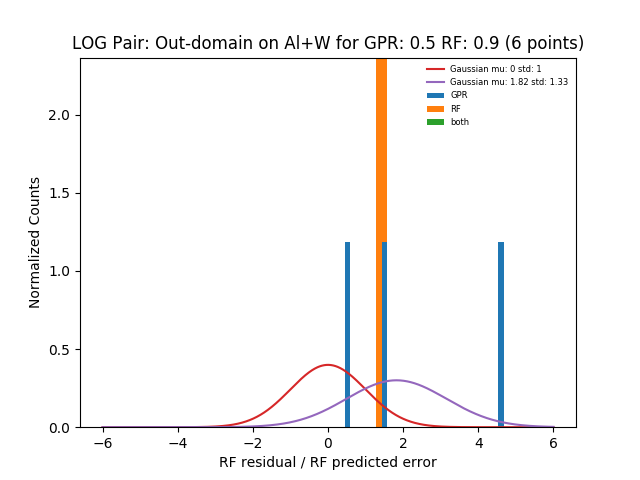 LOG Pair: Out-domain on Al+W for GPR: 0.5 RF: 0.9 (6 points)
Gaussian mu: 0 std: 1
Gaussian mu: 1.82 std: 1.33
GPR
RF
both
Normalized Counts
2.0
1.5
1.0
0.5
0.0
−6 −4 −2 0 2 4 6
RF residual / RF predicted error